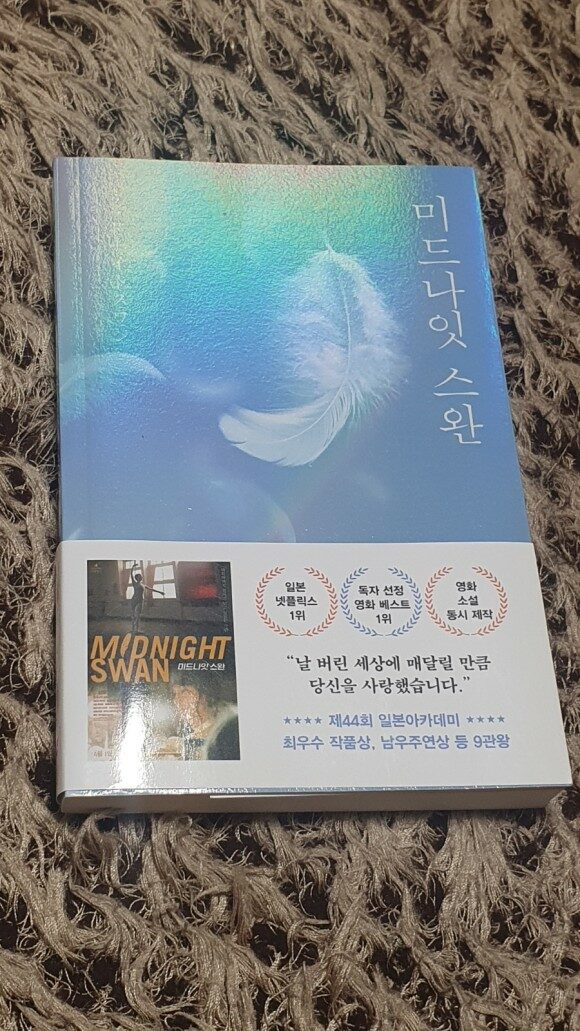 미드나잇 스완
일본
넷플릭스
1위
독자 선정
영화 베스트
1위
영화
소설
동시 제작
MIDNIGHT
SWAN
미드나잇 스완
“날 버린 세상에 매달릴 만큼
당신을 사랑했습니다.”
★★★★ 제44회 일본아카데미 ★★★★
최우수 작품상, 남우주연상 등 9관왕